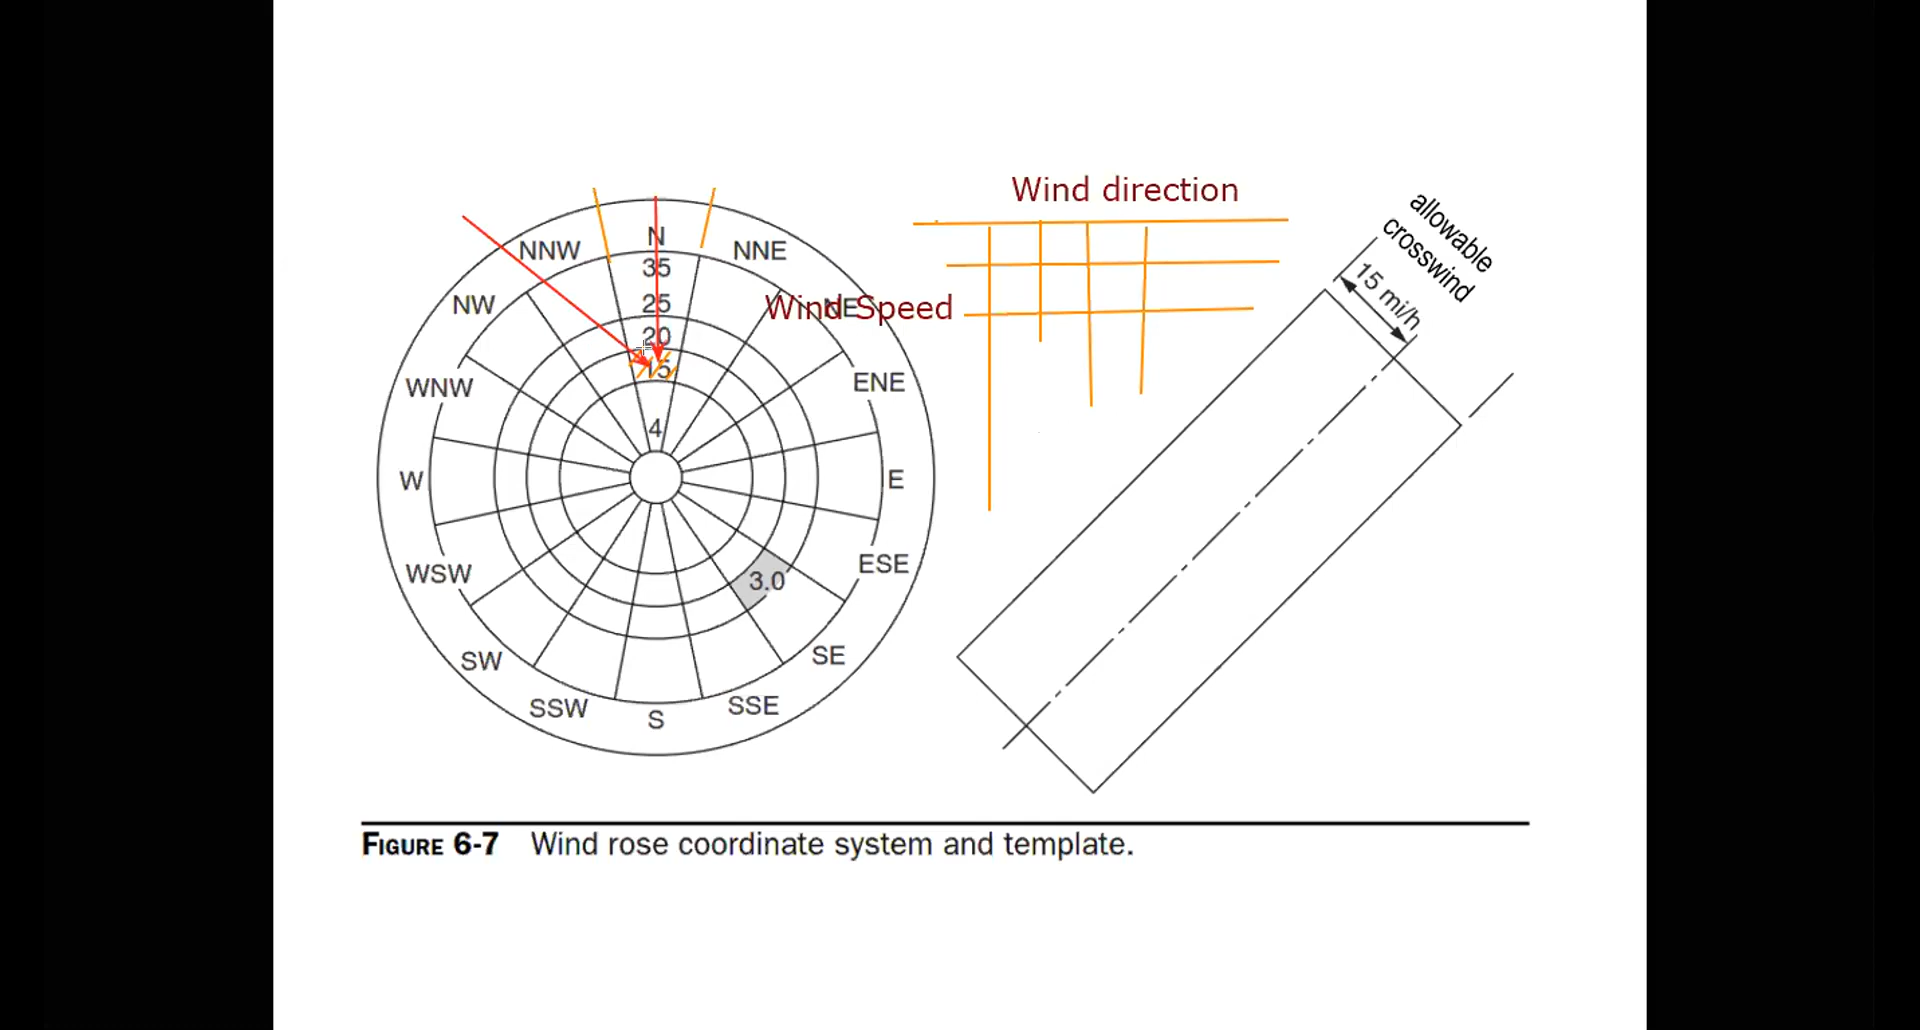 Wind direction
allowable
crosswind
15 mi/h
N
NNW
NNE
35
NW
25
NE
Wind Speed
20
15
WNW
ENE
4
W
E
WSW
ESE
3.0
SW
SE
SSW
SSE
S
FIGURE 6-7 Wind rose coordinate system and template.